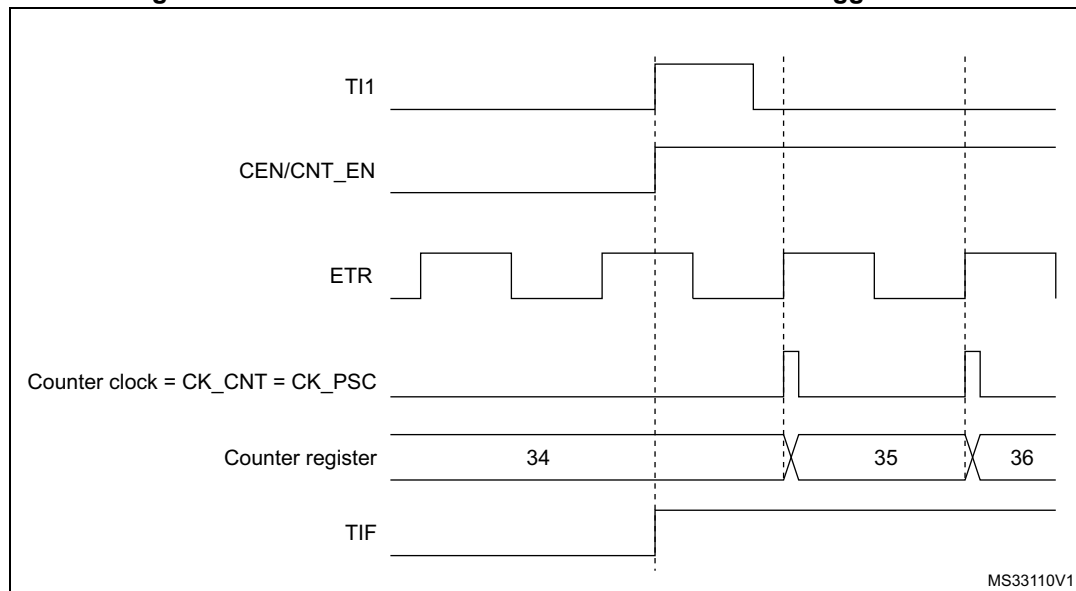 TI1
CEN/CNT_EN
ETR
Counter clock = CK_CNT = CK_PSC
Counter register 34 35 36
TIF
MS33110V1